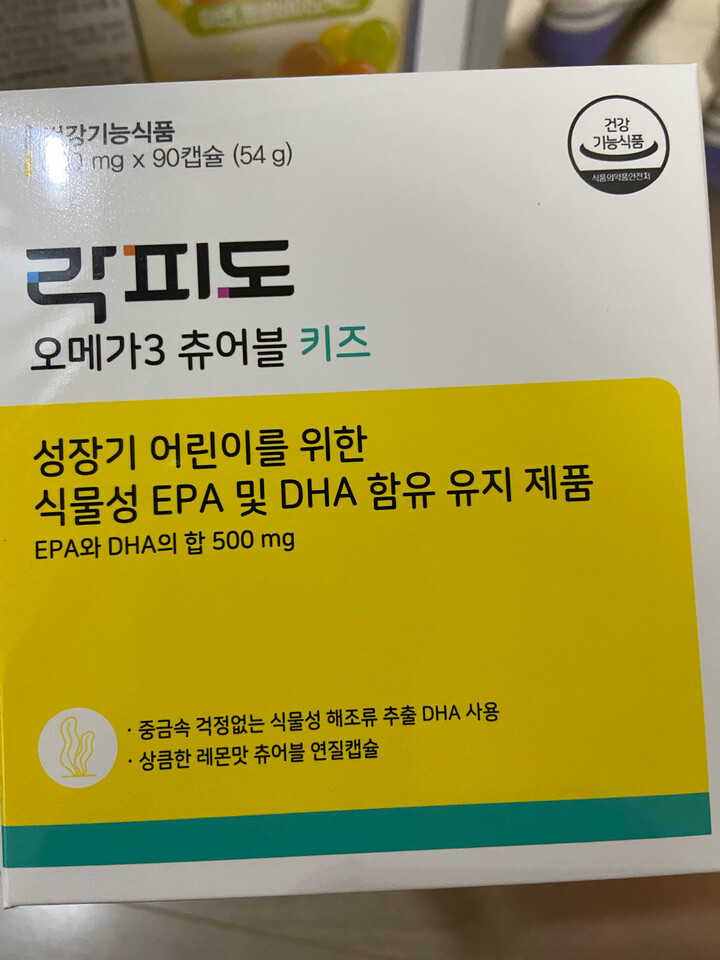 건강기능식품
mg x 90캡슐 (54 g)
건강
기능식품
식품의약품안전처
락피도
오메가3 츄어블 키즈
성장기 어린이를 위한
식물성 EPA 및 DHA 함유 유지 제품
EPA와 DHA의 합 500 mg
· 중금속 걱정없는 식물성 해조류 추출 DHA 사용
· 상큼한 레몬맛 츄어블 연질캡슐